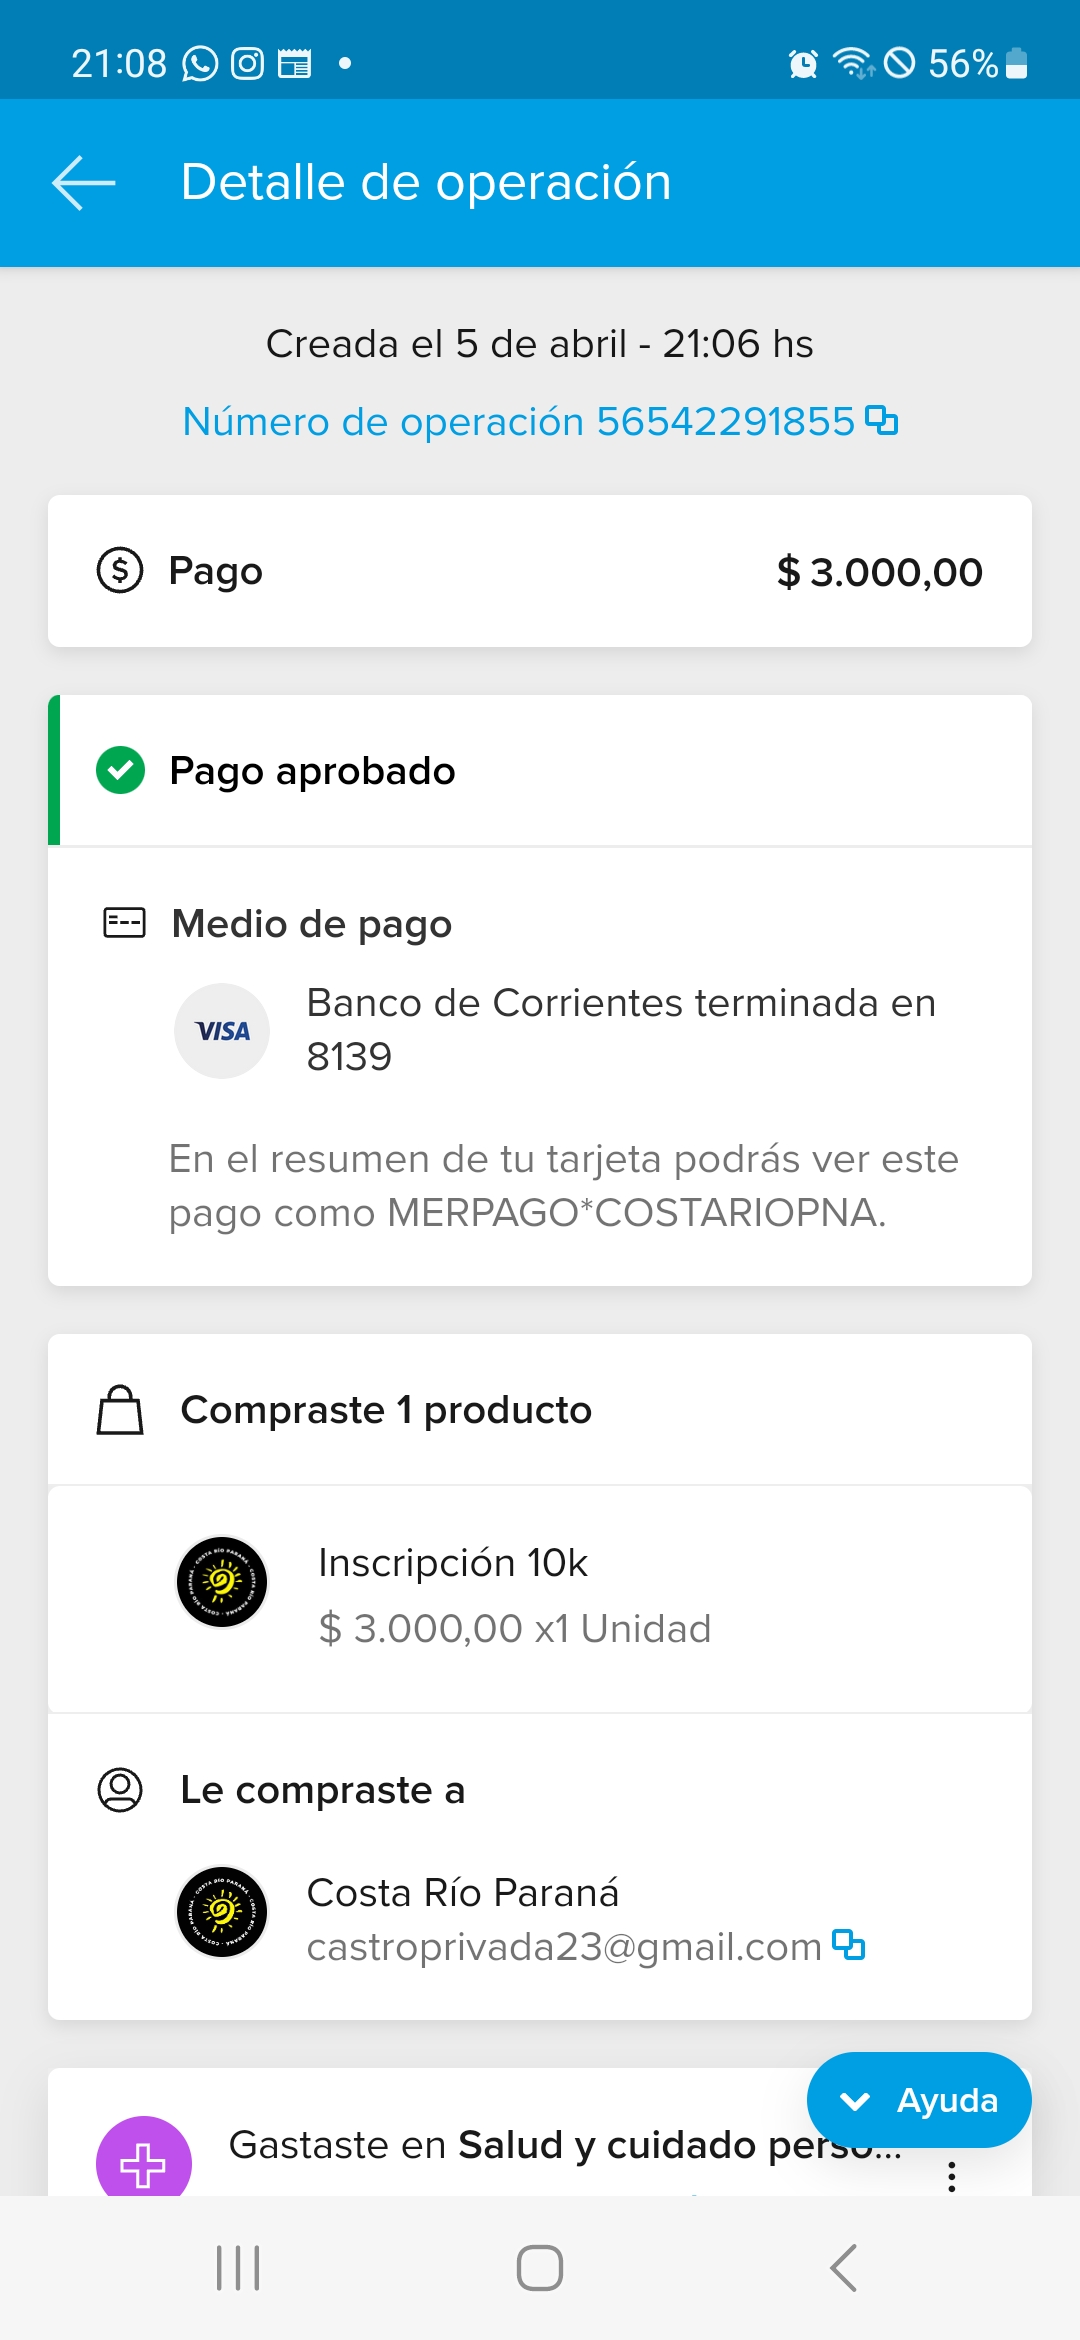 21:08
56%
Detalle de operación
Creada el 5 de abril - 21:06 hs
Número de operación 56542291855
Pago
$ 3.000,00
Pago aprobado
Medio de pago
VISA
Banco de Corrientes terminada en
8139
En el resumen de tu tarjeta podrás ver este
pago como MERPAGO*COSTARIOPNA.
Compraste 1 producto
Inscripción 10k
$ 3.000,00 x1 Unidad
Le compraste a
Costa Río Paraná
castroprivada23@gmail.com
Ayuda
Gastaste en Salud y cuidado perso...